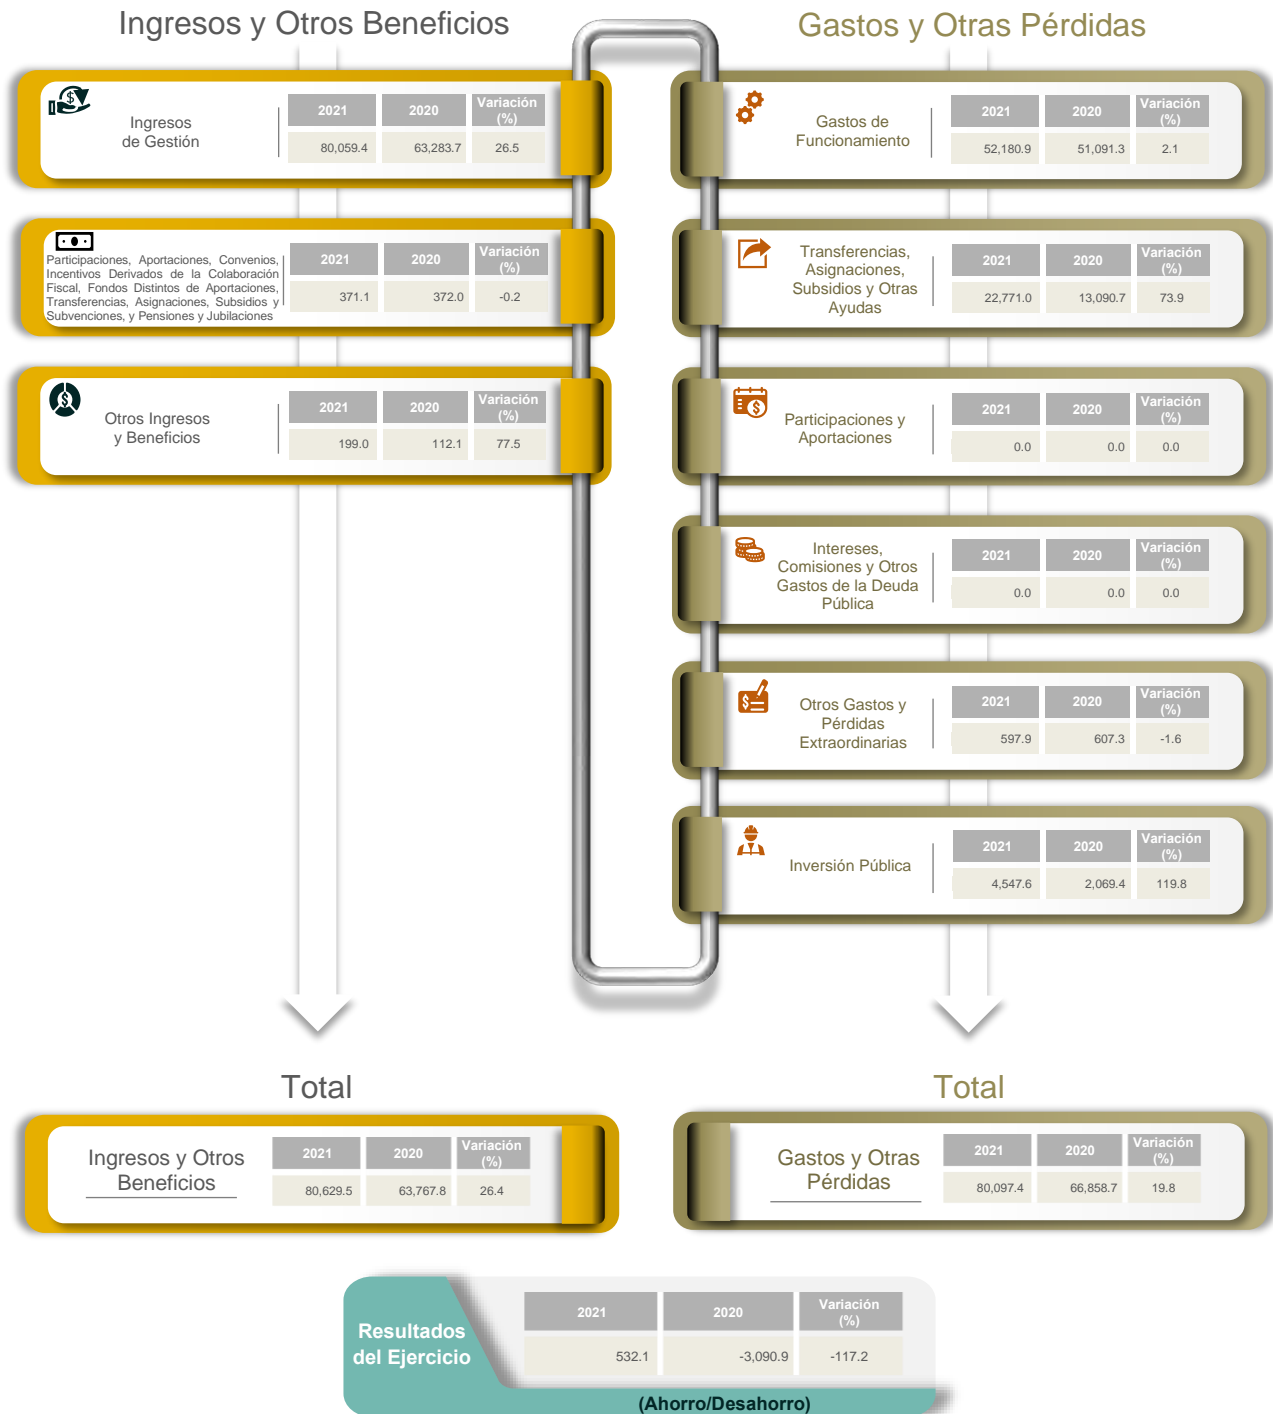 Ingresos y Otros Beneficios
Ingresos
de Gestión
2021 2020 Variación
(%)
80,059.4 63,283.7 26.5
Participaciones, Aportaciones, Convenios,
Incentivos Derivados de la Colaboración
Fiscal, Fondos Distintos de Aportaciones,
Transferencias, Asignaciones, Subsidios y
Subvenciones, y Pensiones y Jubilaciones
2021 2020 Variación
(%)
371.1 372.0 -0.2
Otros Ingresos
y Beneficios
2021 2020 Variación
(%)
199.0 112.1 77.5
Gastos y Otras Pérdidas
Gastos de
Funcionamiento
2021 2020 Variación
(%)
52,180.9 51,091.3 2.1
Transferencias,
Asignaciones,
Subsidios y Otras
Ayudas
2021 2020 Variación
(%)
22,771.0 13,090.7 73.9
Participaciones y
Aportaciones
2021 2020 Variación
(%)
0.0 0.0 0.0
Intereses,
Comisiones y Otros
Gastos de la Deuda
Pública
2021 2020 Variación
(%)
0.0 0.0 0.0
Otros Gastos y
Pérdidas
Extraordinarias
2021 2020 Variación
(%)
597.9 607.3 -1.6
Inversión Pública
2021 2020 Variación
(%)
4,547.6 2,069.4 119.8
Total
Ingresos y Otros
Beneficios
2021 2020 Variación
(%)
80,629.5 63,767.8 26.4
Total
Gastos y Otras
Pérdidas
2021 2020 Variación
(%)
80,097.4 66,858.7 19.8
Resultados
del Ejercicio
2021 2020 Variación
(%)
532.1 -3,090.9 -117.2
(Ahorro/Desahorro)